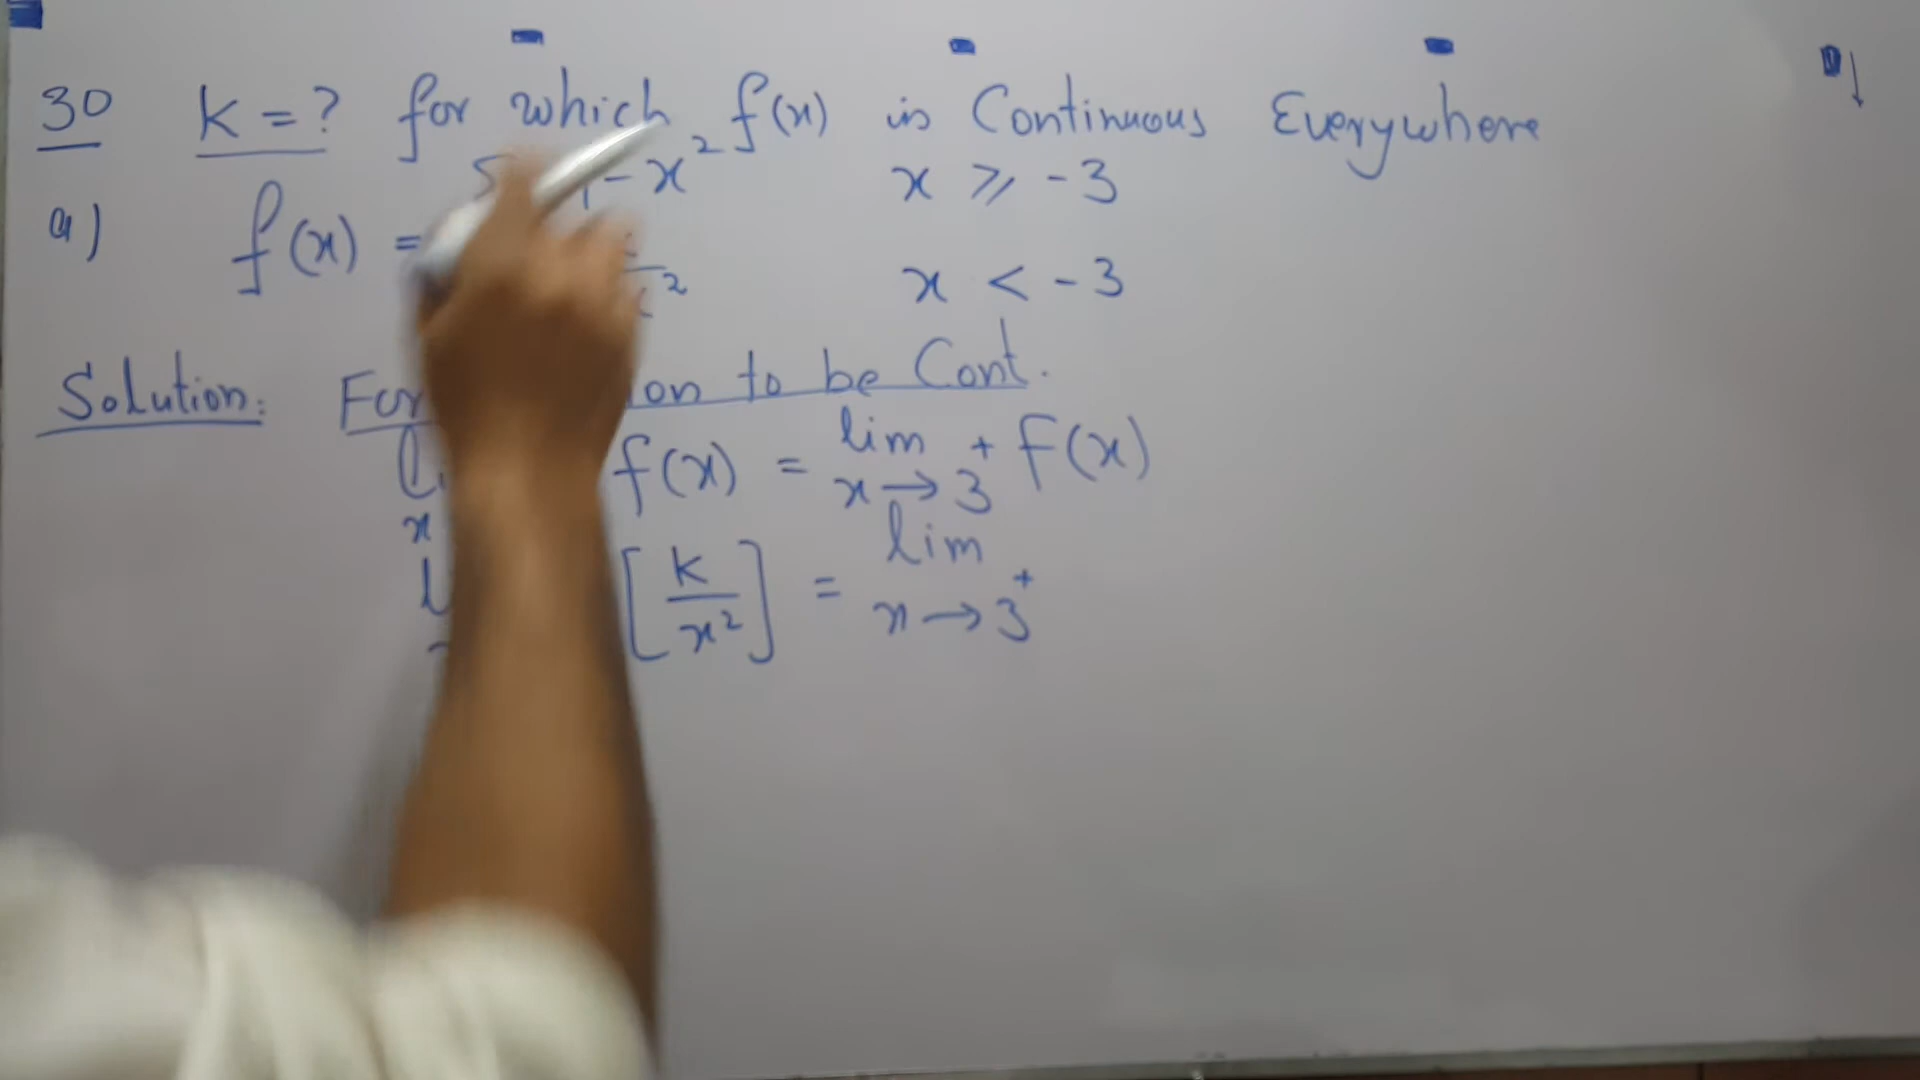 30 K = ? for which f(x) is Continuous Everywhere
a) f(x) = - x² x ⩾ -3
x² x < -3
Solution: For on to be Cont.
f(x) = lim x→3⁺ F(x)
[k/x²] = lim x→3⁺